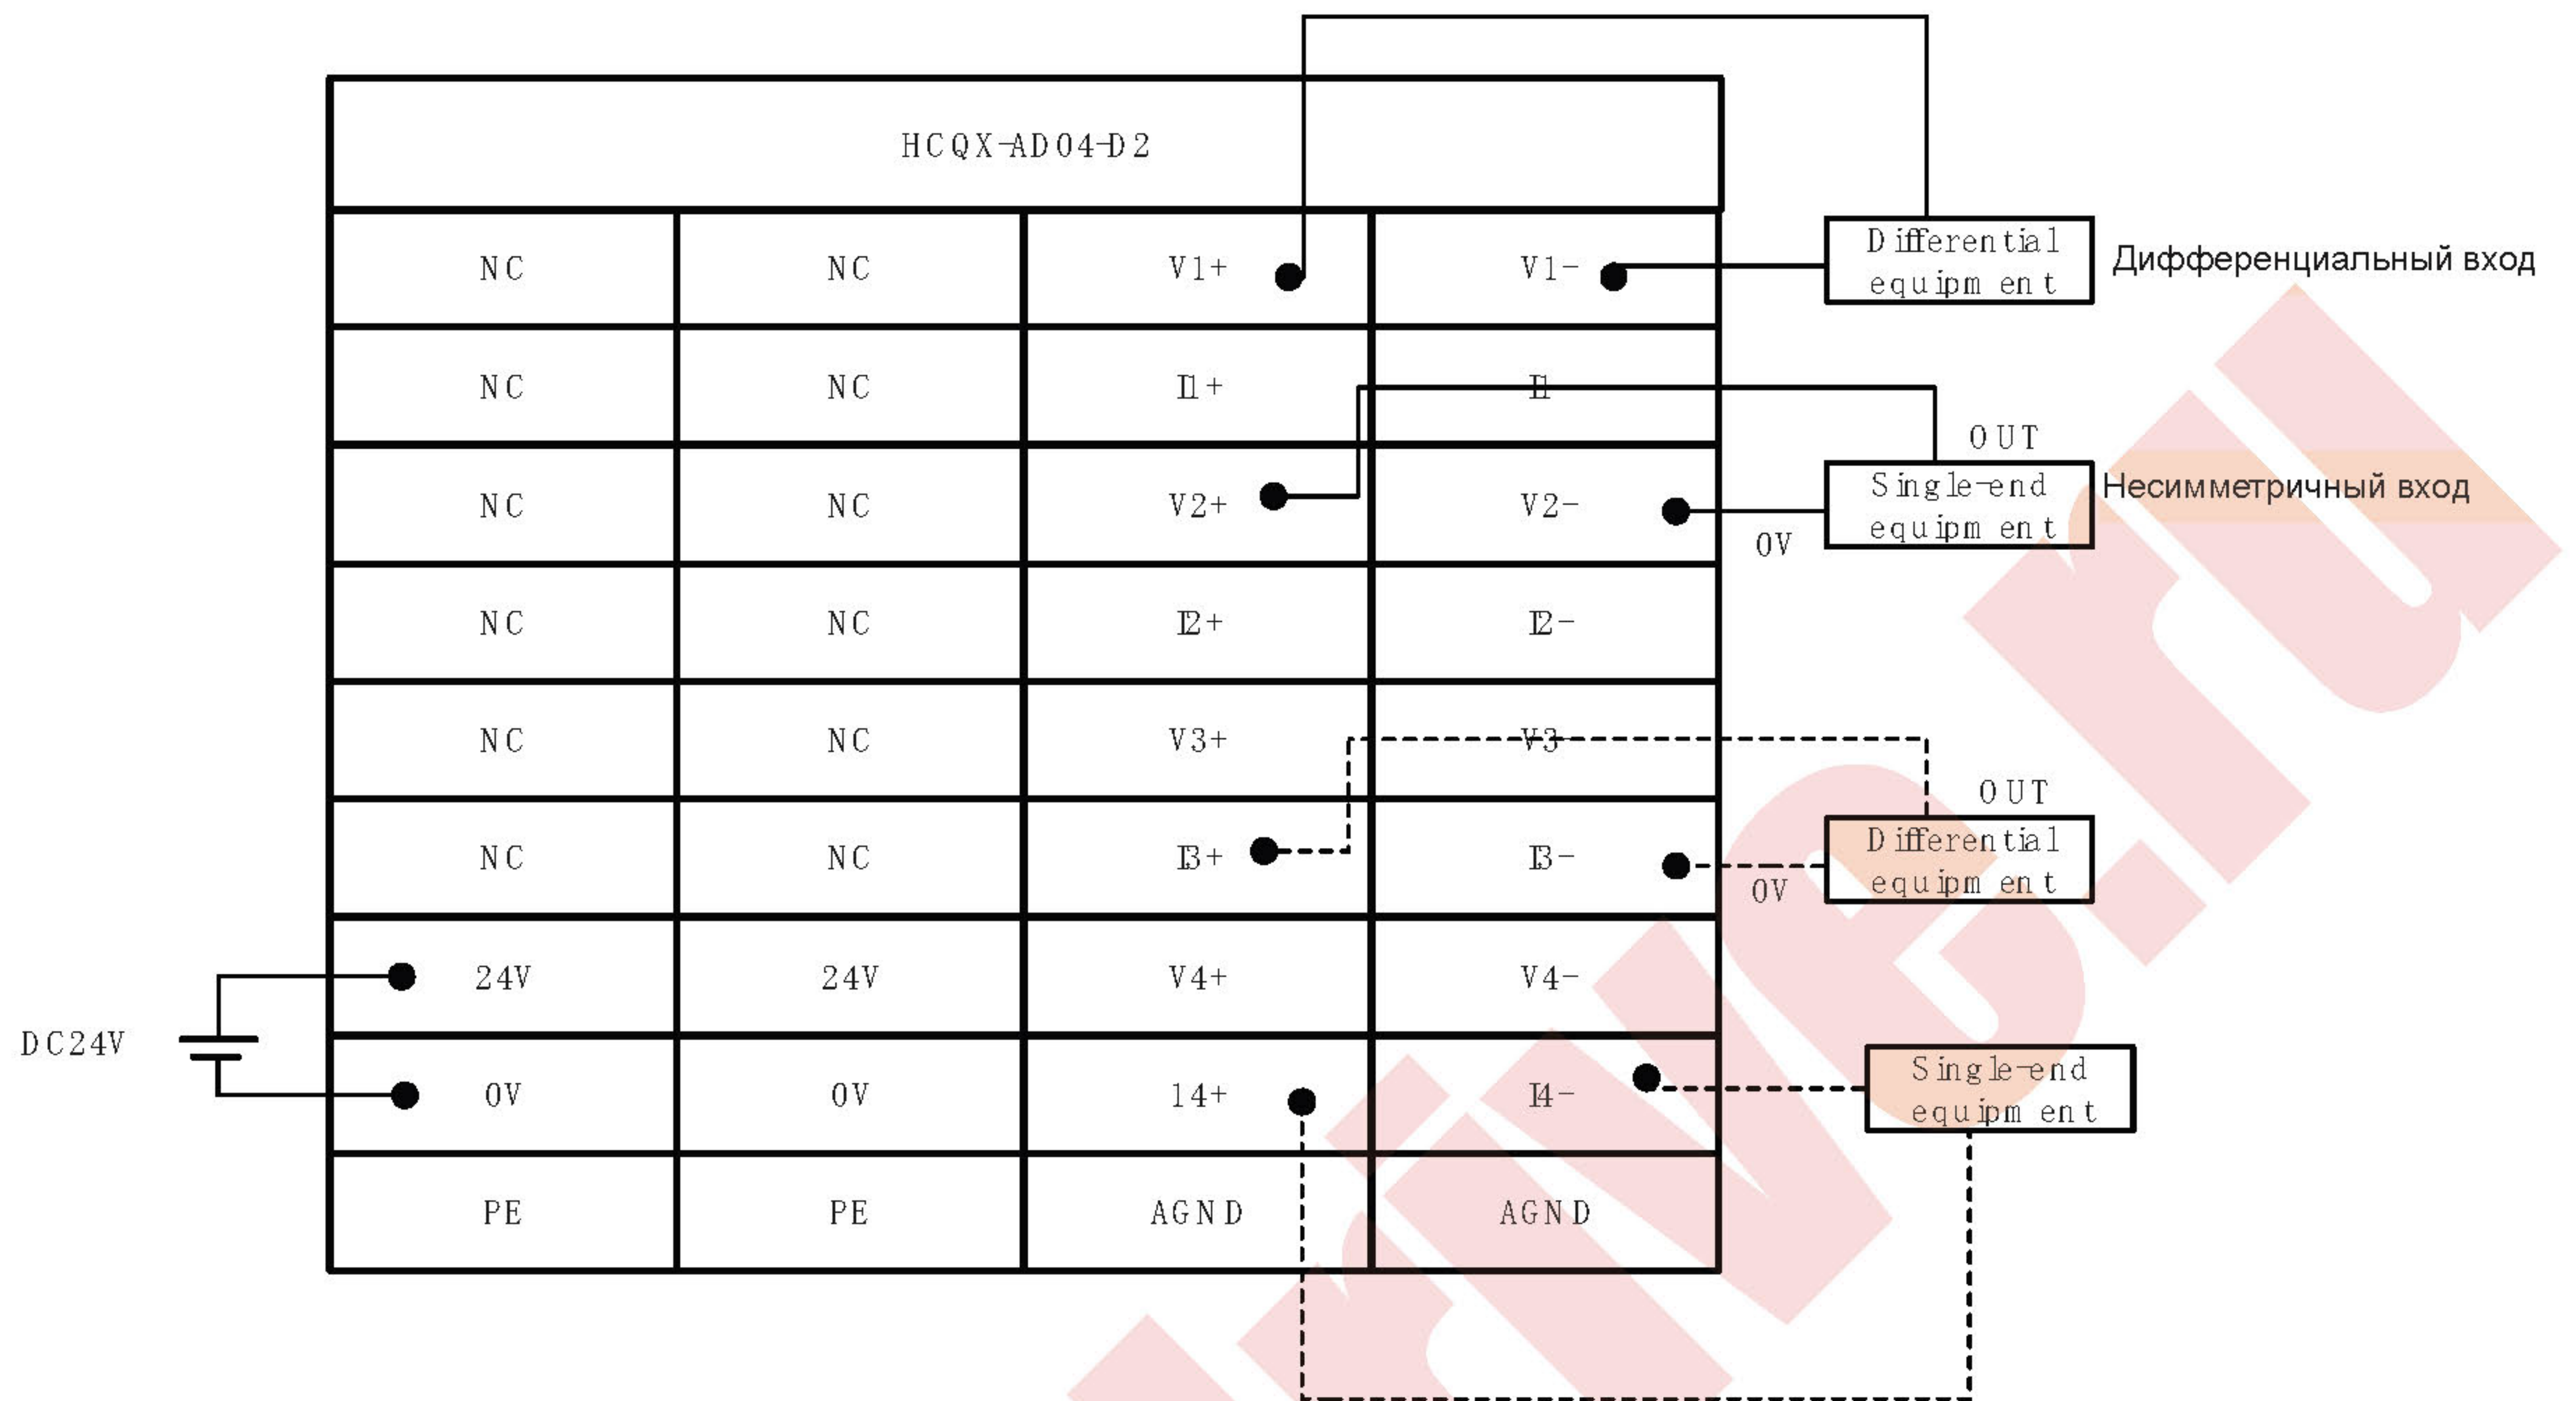 HCQX-AD04-D2
NC NC V1+ V1-
Differential
equipment
Дифференциальный вход
NC NC I1+ I1-
OUT
NC NC V2+ V2-
0V
Single-end
equipment
Несимметричный вход
NC NC I2+ I2-
NC NC V3+ V3-
OUT
NC NC I3+ I3-
0V
Differential
equipment
24V 24V V4+ V4-
DC24V
0V 0V 14+ I4-
Single-end
equipment
PE PE AGND AGND
rive.ru